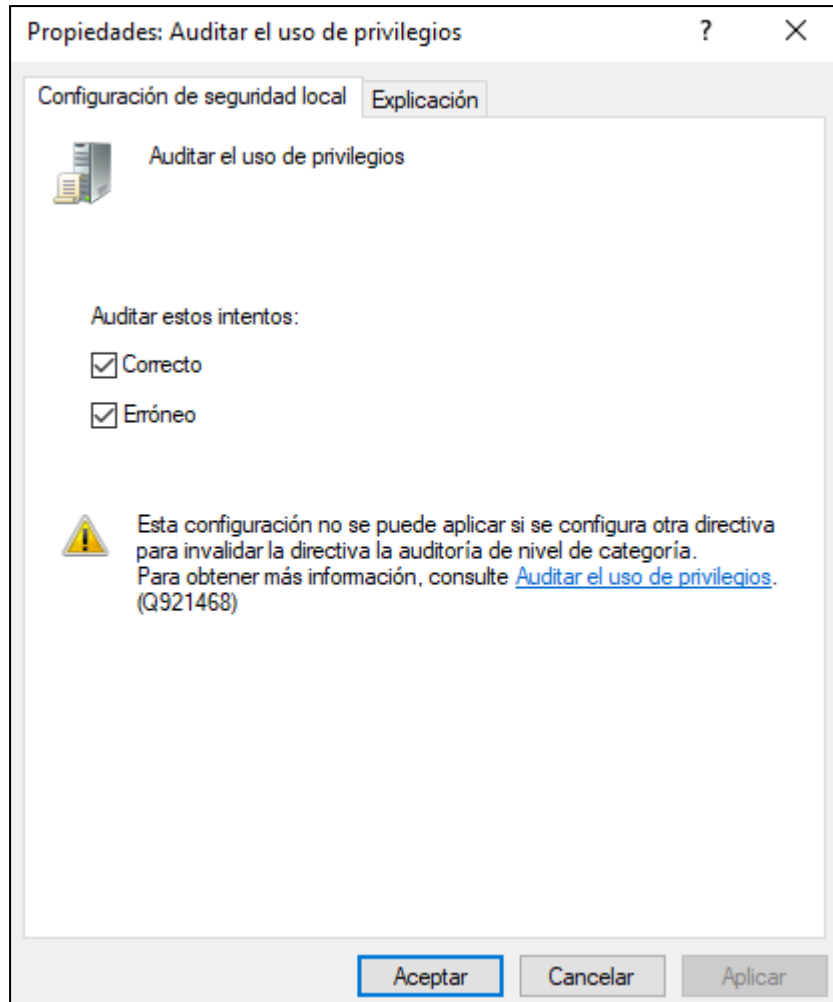 Propiedades: Auditar el uso de privilegios
Configuración de seguridad local
Explicación
Auditar el uso de privilegios
Auditar estos intentos:
Correcto
Erróneo
Esta configuración no se puede aplicar si se configura otra directiva
para invalidar la directiva la auditoría de nivel de categoría.
Para obtener más información, consulte Auditar el uso de privilegios.
(Q921468)
Aceptar
Cancelar
Aplicar